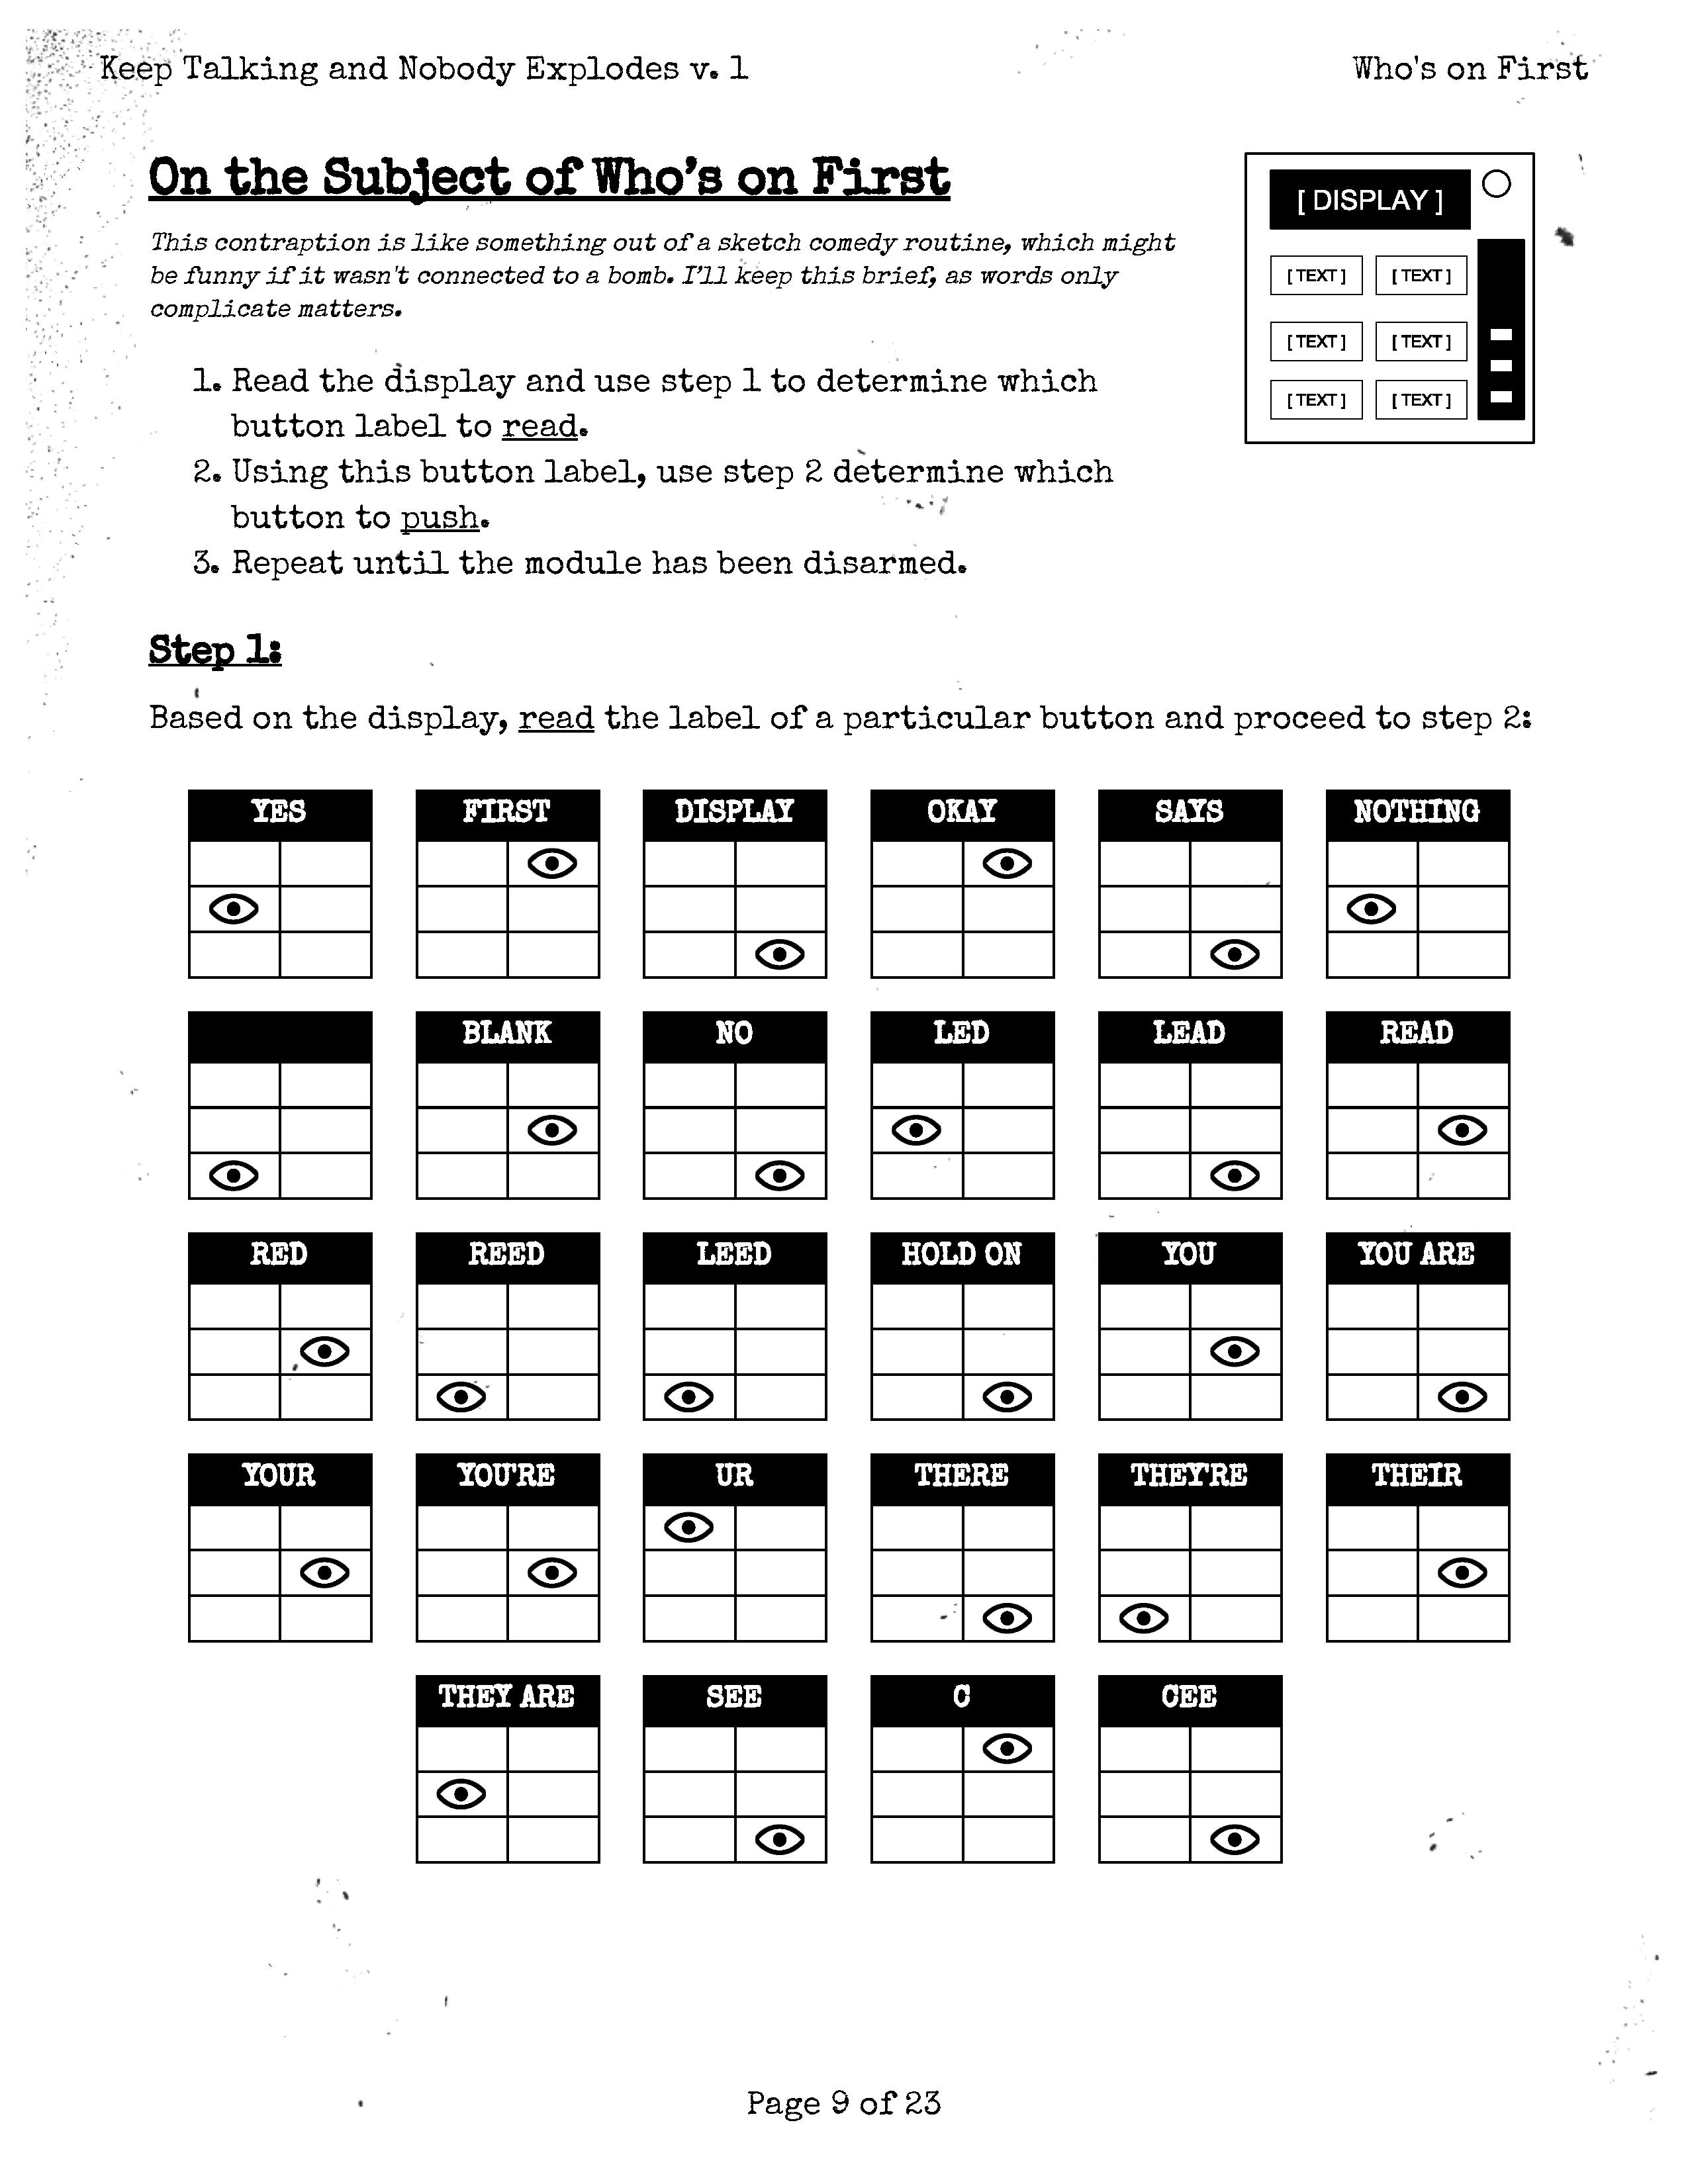 Keep Talking and Nobody Explodes v. 1
Who's on First
On the Subject of Who's on First
[ DISPLAY ]
[ TEXT ] [ TEXT ]
[ TEXT ] [ TEXT ]
[ TEXT ] [ TEXT ]
This contraption is like something out of a sketch comedy routine, which might
be funny if it wasn't connected to a bomb. I'll keep this brief, as words only
complicate matters.
1. Read the display and use step 1 to determine which
button label to read.
2. Using this button label, use step 2 determine which
button to push.
3. Repeat until the module has been disarmed.
Step 1:
Based on the display, read the label of a particular button and proceed to step 2:
YES FIRST DISPLAY OKAY SAYS NOTHING
BLANK NO LED LEAD READ
RED REED LEED HOLD ON YOU YOU ARE
YOUR YOU'RE UR THERE THEY'RE THEIR
THEY ARE SEE C CEE
Page 9 of 23